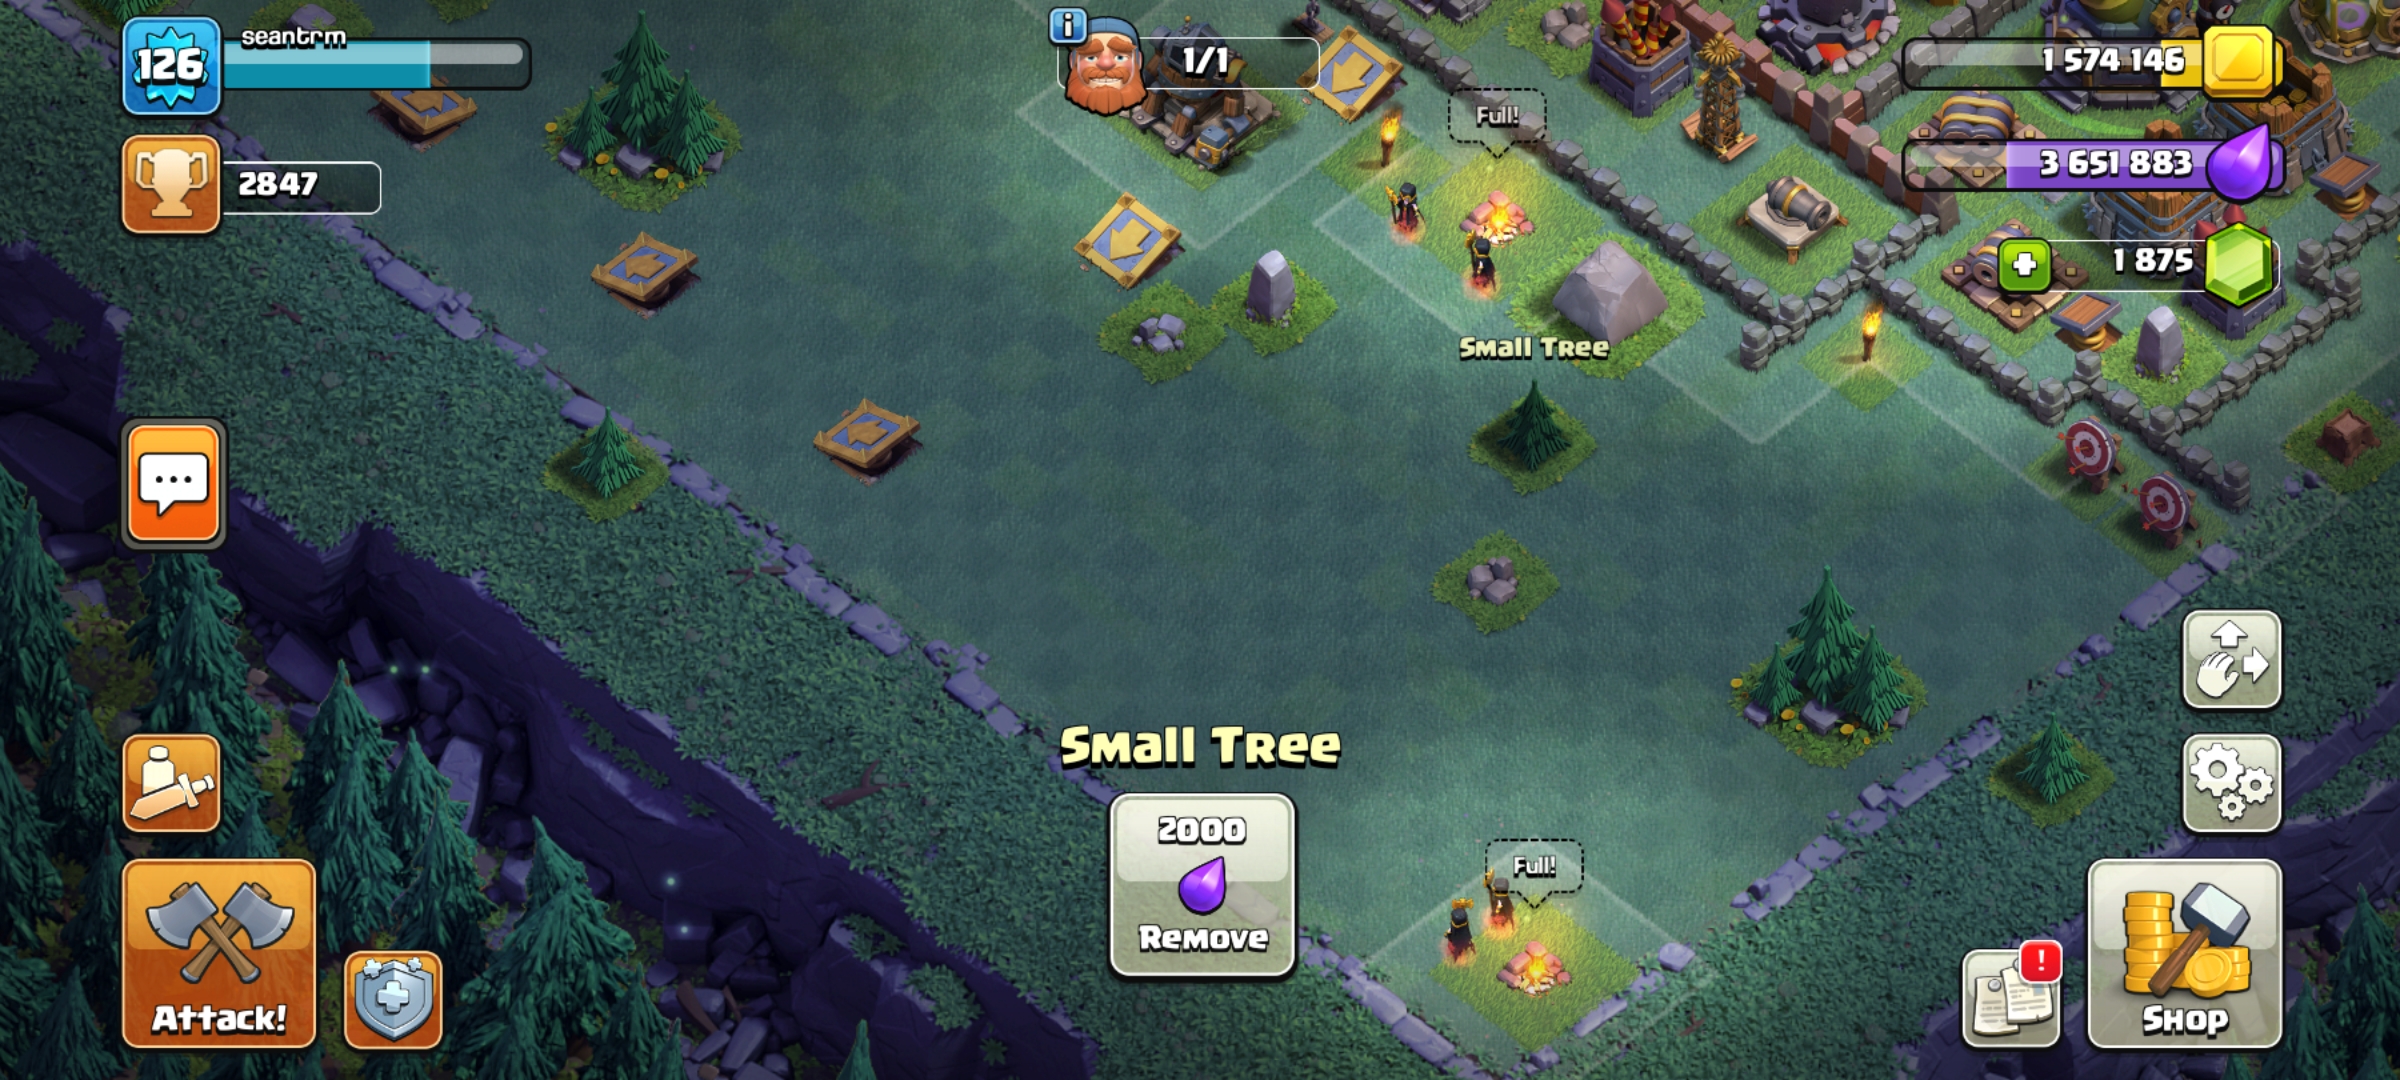 126
seantrm
2847
i
1/1
Full!
1 574 146
3 651 883
1 875
Small Tree
Small Tree
2000
Remove
Full!
Attack!
!
Shop